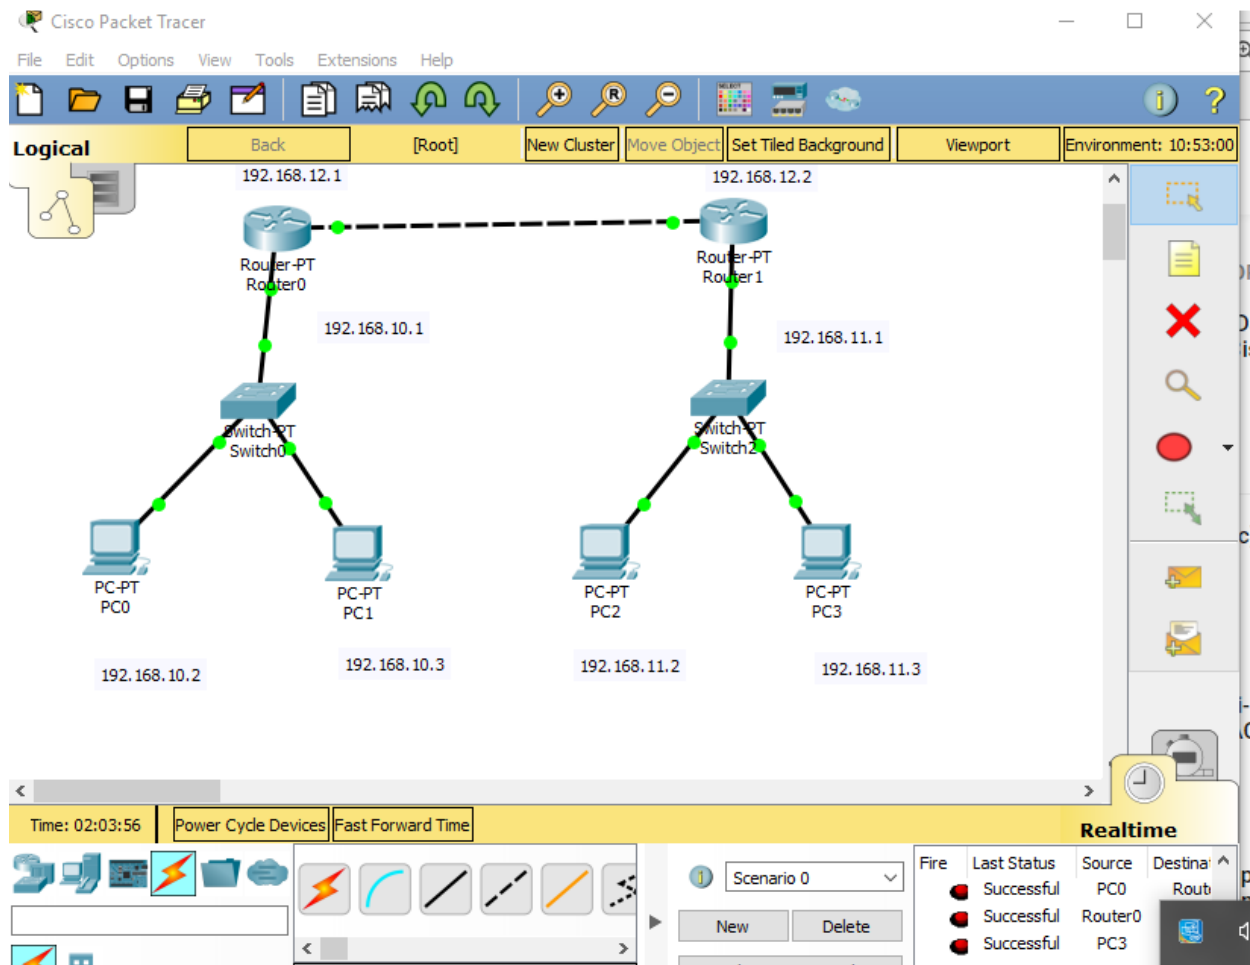 Cisco Packet Tracer
File Edit Options View Tools Extensions Help
Logical Back [Root] New Cluster Move Object Set Tiled Background Viewport Environment: 10:53:00
192.168.12.1 192.168.12.2
Router-PT
Router0
Router-PT
Router1
192.168.10.1
192.168.11.1
Switch-PT
Switch0
Switch-PT
Switch2
PC-PT
PC0
PC-PT
PC1
PC-PT
PC2
PC-PT
PC3
192.168.10.2
192.168.10.3
192.168.11.2
192.168.11.3
Time: 02:03:56 Power Cycle Devices Fast Forward Time
Realtime
Scenario 0
New Delete
Fire Last Status Source Destinat
Successful PC0 Rout
Successful Router0
Successful PC3